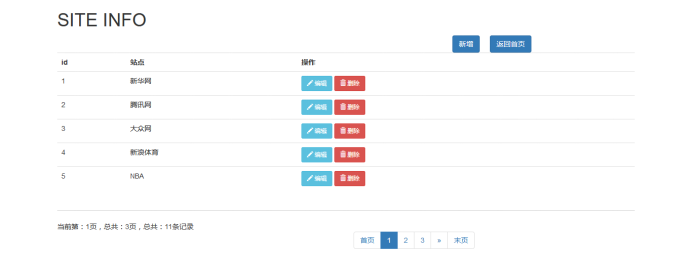 SITE INFO
新增 返回首页
id 站点 操作
1 新华网 编辑 删除
2 腾讯网 编辑 删除
3 大众网 编辑 删除
4 新浪体育 编辑 删除
5 NBA 编辑 删除
当前第：1页，总共：3页，总共：11条记录
首页 1 2 3 » 末页